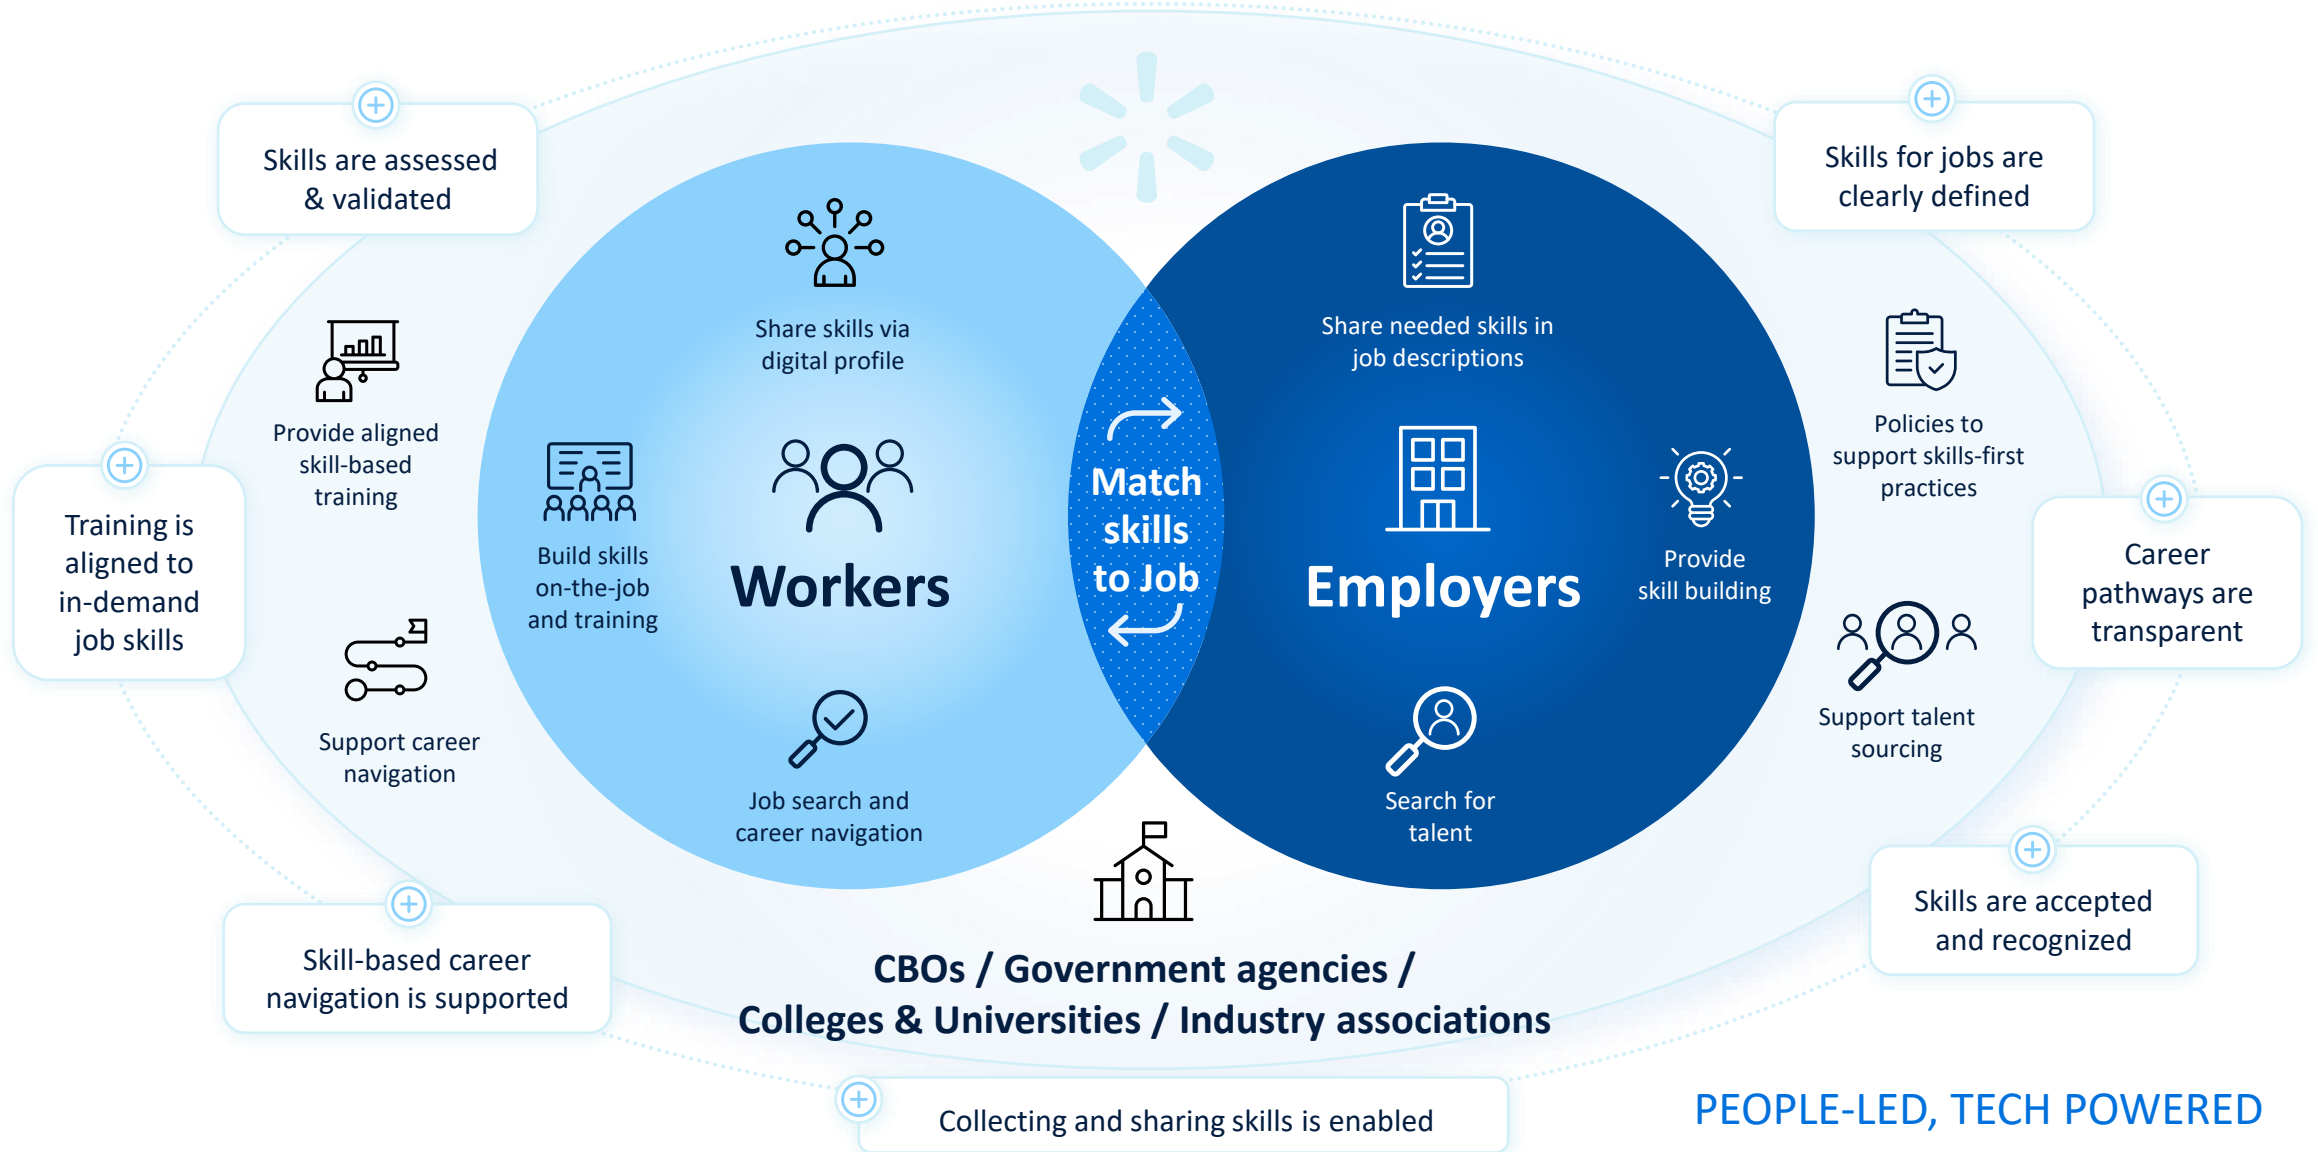 Skills are assessed
& validated
Skills for jobs are
clearly defined
Share skills via
digital profile
Share needed skills in
job descriptions
Provide aligned
skill-based
training
Policies to
support skills-first
practices
Training is
aligned to
in-demand
job skills
Build skills
on-the-job
and training
Workers
Match
skills
to Job
Employers
Provide
skill building
Career
pathways are
transparent
Support career
navigation
Support talent
sourcing
Job search and
career navigation
Search for
talent
Skill-based career
navigation is supported
Skills are accepted
and recognized
CBOs / Government agencies /
Colleges & Universities / Industry associations
Collecting and sharing skills is enabled
PEOPLE-LED, TECH POWERED